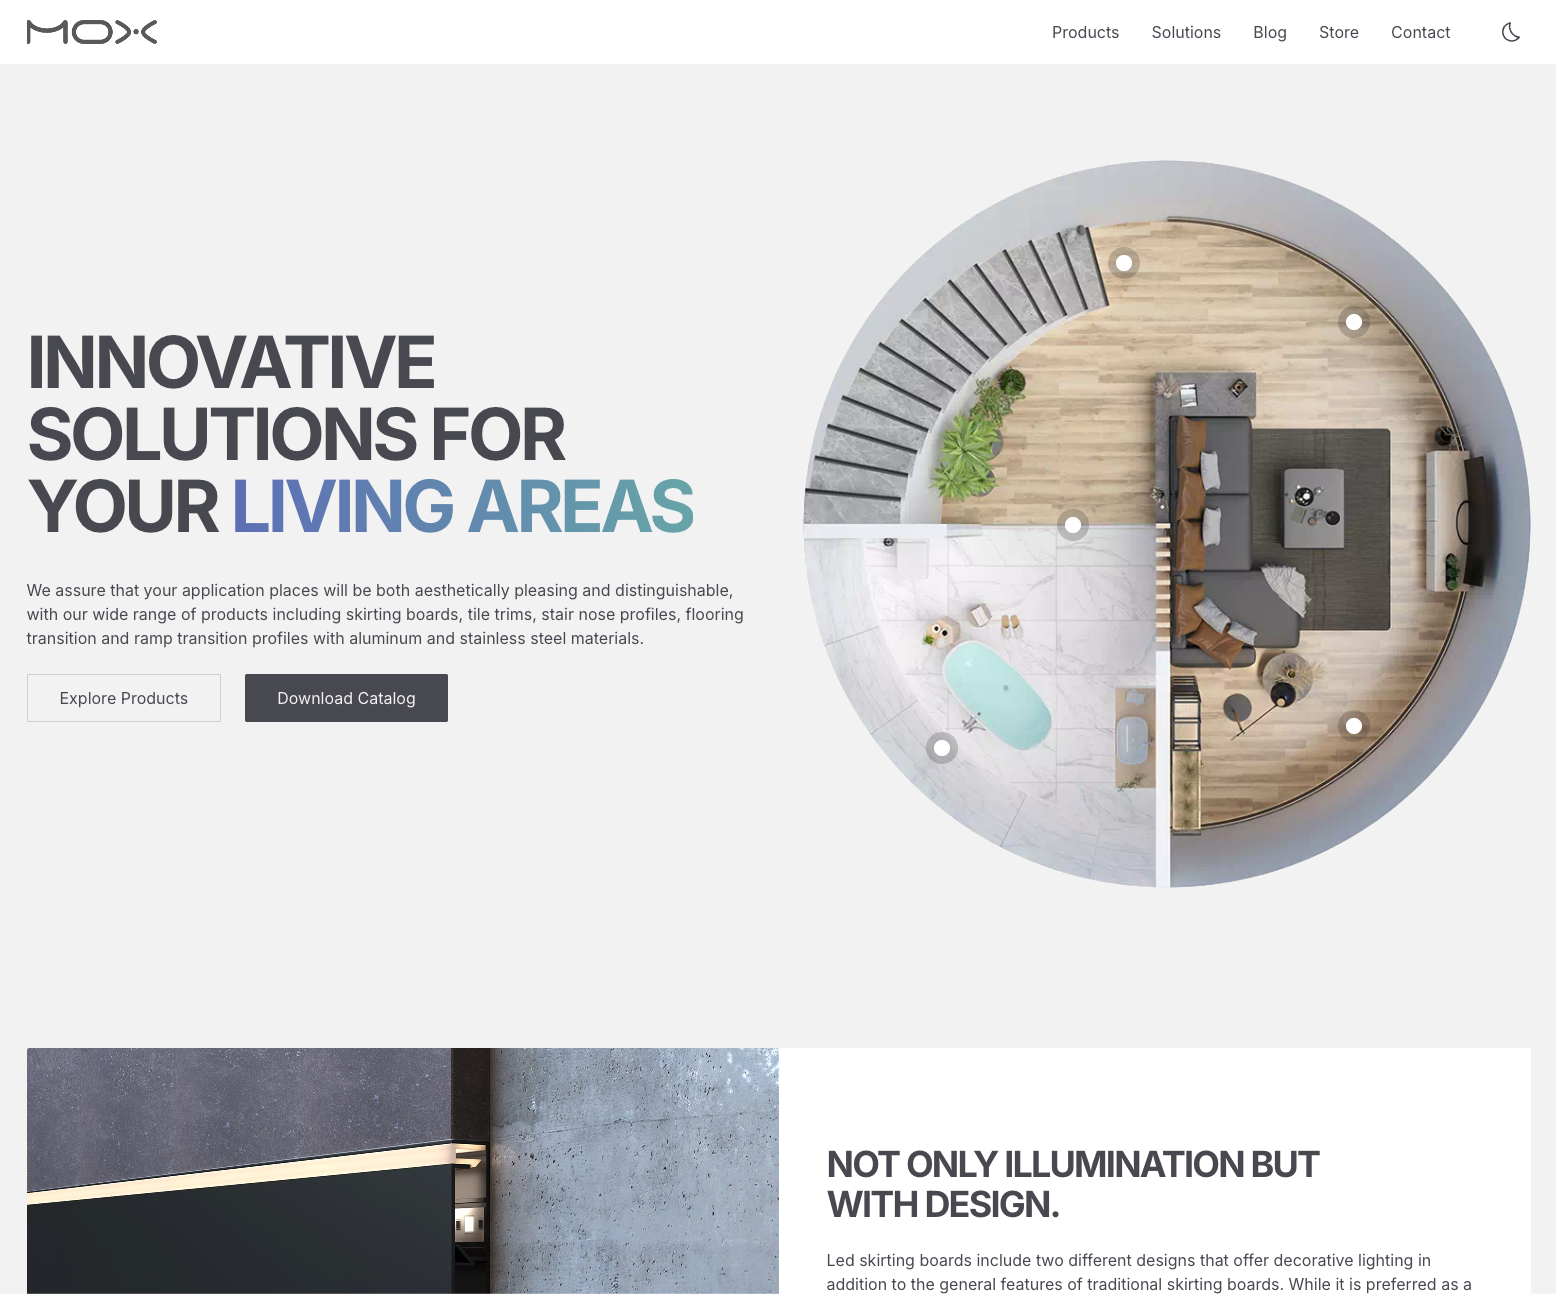 MOX
Products
Solutions
Blog
Store
Contact
INNOVATIVE
SOLUTIONS FOR
YOUR LIVING AREAS
We assure that your application places will be both aesthetically pleasing and distinguishable,
with our wide range of products including skirting boards, tile trims, stair nose profiles, flooring
transition and ramp transition profiles with aluminum and stainless steel materials.
Explore Products
Download Catalog
NOT ONLY ILLUMINATION BUT
WITH DESIGN.
Led skirting boards include two different designs that offer decorative lighting in
addition to the general features of traditional skirting boards. While it is preferred as a